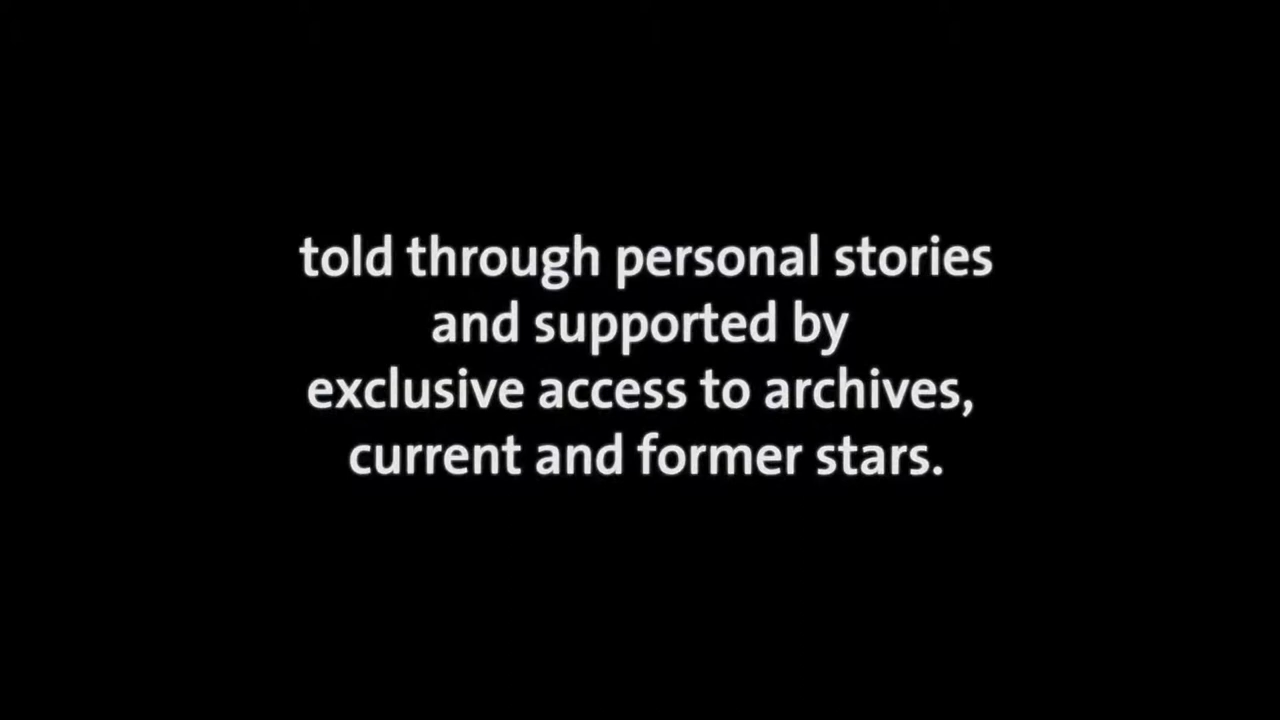 told through personal stories
and supported by
exclusive access to archives,
current and former stars.